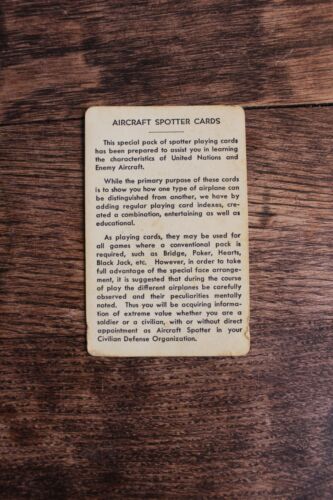 AIRCRAFT SPOTTER CARDS
This special pack of spotter playing cards
has been prepared to assist you in learning
the characteristics of United Nations and
Enemy Aircraft.
While the primary purpose of these cards
is to show you how one type of airplane can
be distinguished from another, we have by
adding regular playing card indexes, cre-
ated a combination, entertaining as well as
educational.
As playing cards, they may be used for
all games where a conventional pack is
required, such as Bridge, Poker, Hearts,
Black Jack, etc. However, in order to take
full advantage of the special face arrange-
ment, it is suggested that during the course
of play the different airplanes be carefully
observed and their peculiarities mentally
noted. Thus you will be acquiring informa-
tion of extreme value whether you are a
soldier or a civilian, with or without direct
appointment as Aircraft Spotter in your
Civilian Defense Organization.